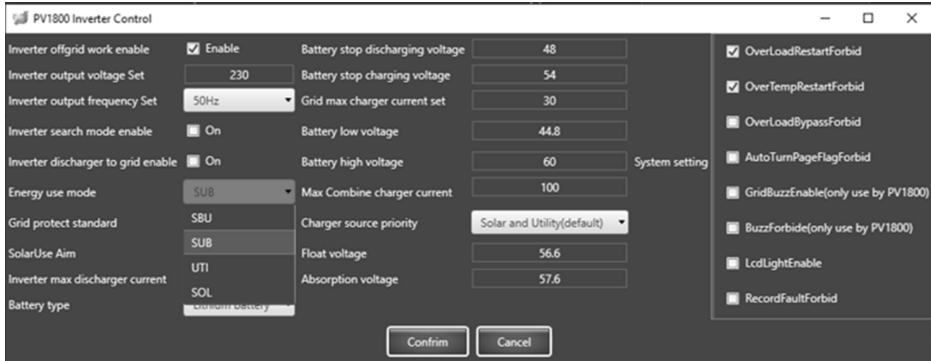 PV1800 Inverter Control
Inverter offgrid work enable Enable Battery stop discharging voltage 48 OverLoadRestartForbid
Inverter output voltage Set 230 Battery stop charging voltage 54 OverTempRestartForbid
Inverter output frequency Set 50Hz Grid max charger current set 30 OverLoadBypassForbid
Inverter search mode enable On Battery low voltage 44.8
Inverter discharger to grid enable On Battery high voltage 60 System setting AutoTurnPageFlagForbid
Energy use mode SUB Max Combine charger current 100 GridBuzzEnable(only use by PV1800)
Grid protect standard SBU Charger source priority Solar and Utility(default) BuzzForbide(only use by PV1800)
SUB
SolarUse Aim Float voltage 56.6 LcdLightEnable
UTI
Inverter max discharger current Absorption voltage 57.6
SOL RecordFaultForbid
Battery type Lithium battery
Confrim Cancel